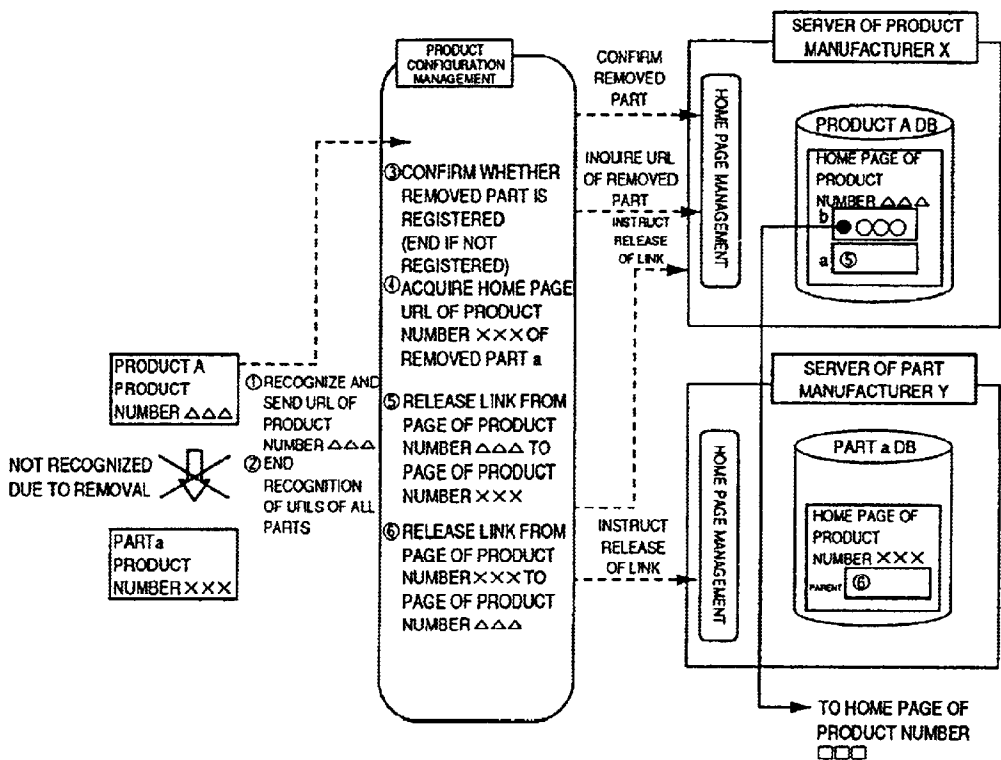 PRODUCT
CONFIGURATION
MANAGEMENT
③CONFIRM WHETHER
REMOVED PART IS
REGISTERED
(END IF NOT
REGISTERED)
④ACQUIRE HOME PAGE
URL OF PRODUCT
NUMBER ×××OF
REMOVED PART a
⑤RELEASE LINK FROM
PAGE OF PRODUCT
NUMBER △△△ TO
PAGE OF PRODUCT
NUMBER ×××
⑥RELEASE LINK FROM
PAGE OF PRODUCT
NUMBER×××TO
PAGE OF PRODUCT
NUMBER △△△
PRODUCT A
PRODUCT
NUMBER △△△
NOT RECOGNIZED
DUE TO REMOVAL
PARTa
PRODUCT
NUMBER×××
①RECOGNIZE AND
SEND URL OF
PRODUCT
NUMBER △△△
②END
RECOGNITION
OF URLS OF ALL
PARTS
CONFIRM
REMOVED
PART
INQUIRE URL
OF REMOVED
PART
INSTRUCT
RELEASE
OF LINK
INSTRUCT
RELEASE
OF LINK
SERVER OF PRODUCT
MANUFACTURER X
HOME PAGE MANAGEMENT
PRODUCT A DB
HOME PAGE OF
PRODUCT
NUMBER △△△
b
●○○○
a ⑤
SERVER OF PART
MANUFACTURER Y
HOME PAGE MANAGEMENT
PART a DB
HOME PAGE OF
PRODUCT
NUMBER ×××
PARENT ⑥
TO HOME PAGE OF
PRODUCT NUMBER
□□□